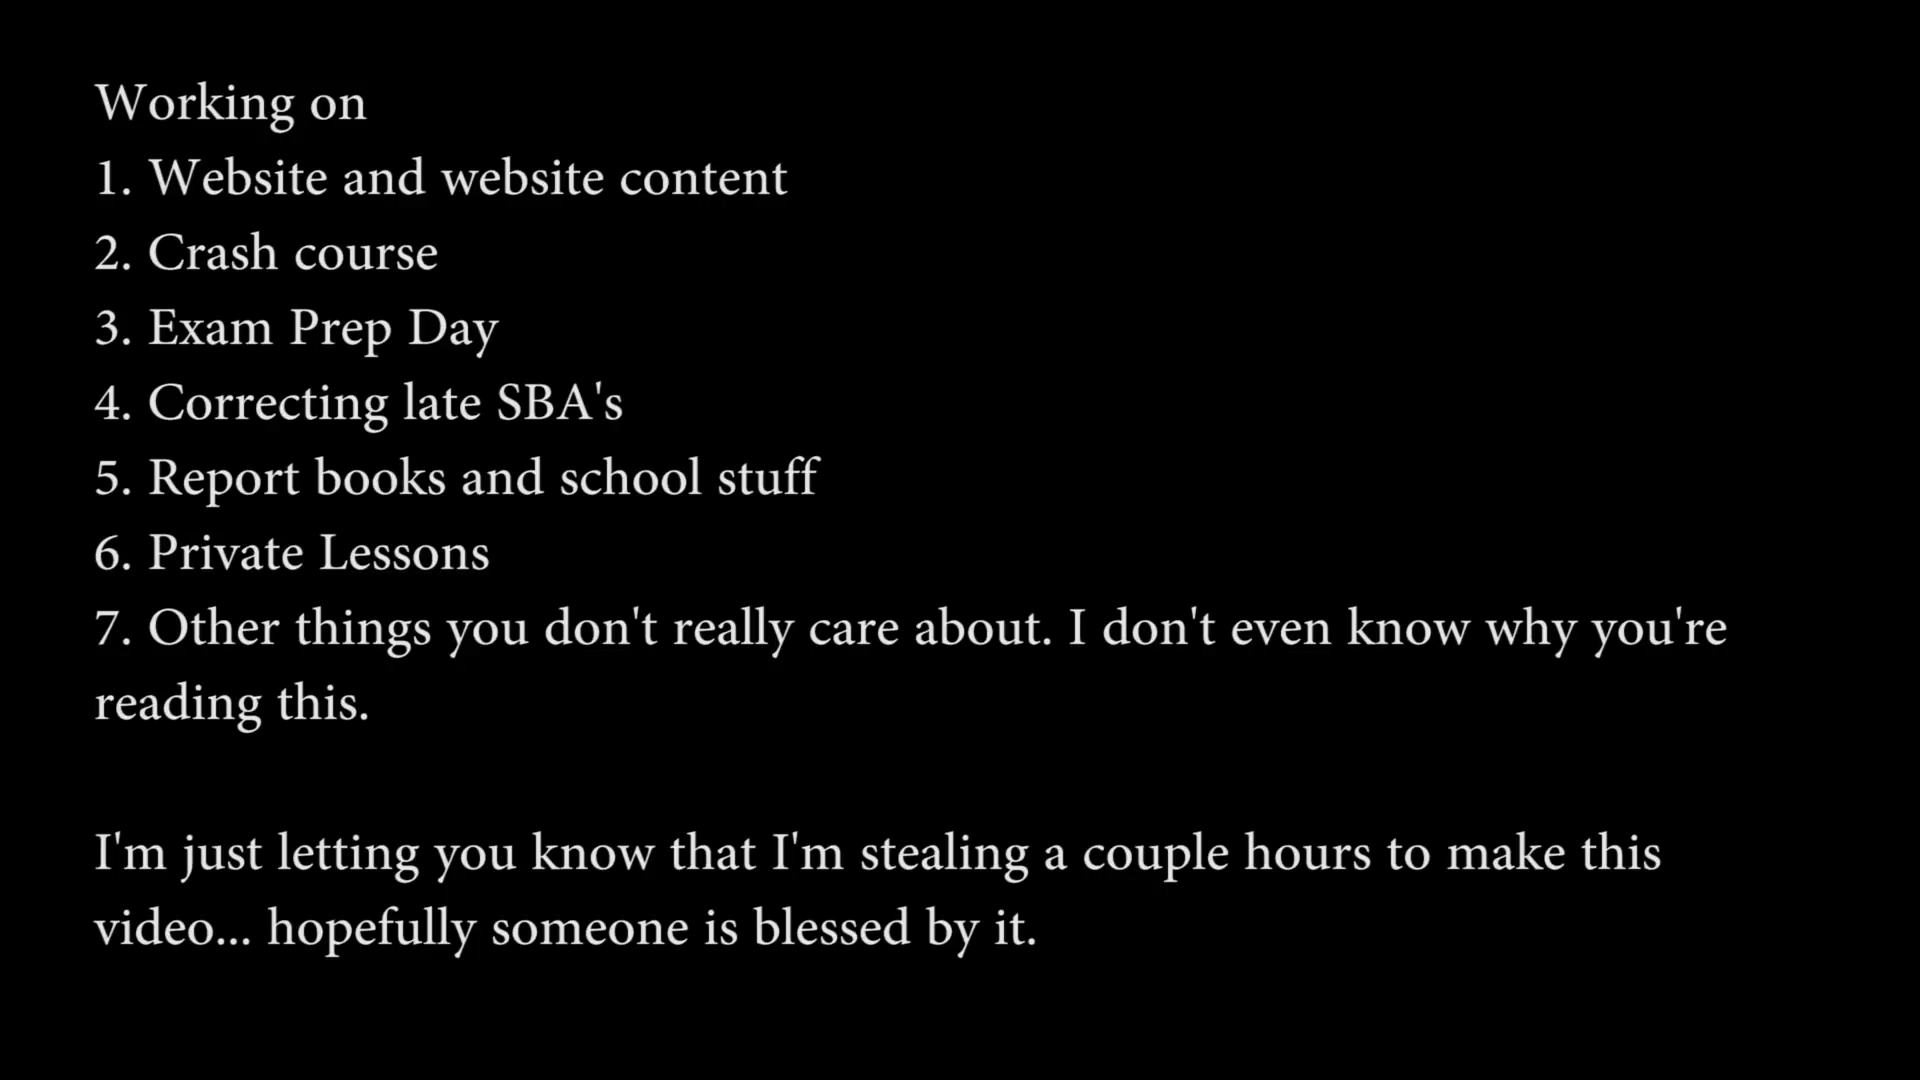 Working on
1. Website and website content
2. Crash course
3. Exam Prep Day
4. Correcting late SBA's
5. Report books and school stuff
6. Private Lessons
7. Other things you don't really care about. I don't even know why you're
reading this.
I'm just letting you know that I'm stealing a couple hours to make this
video... hopefully someone is blessed by it.